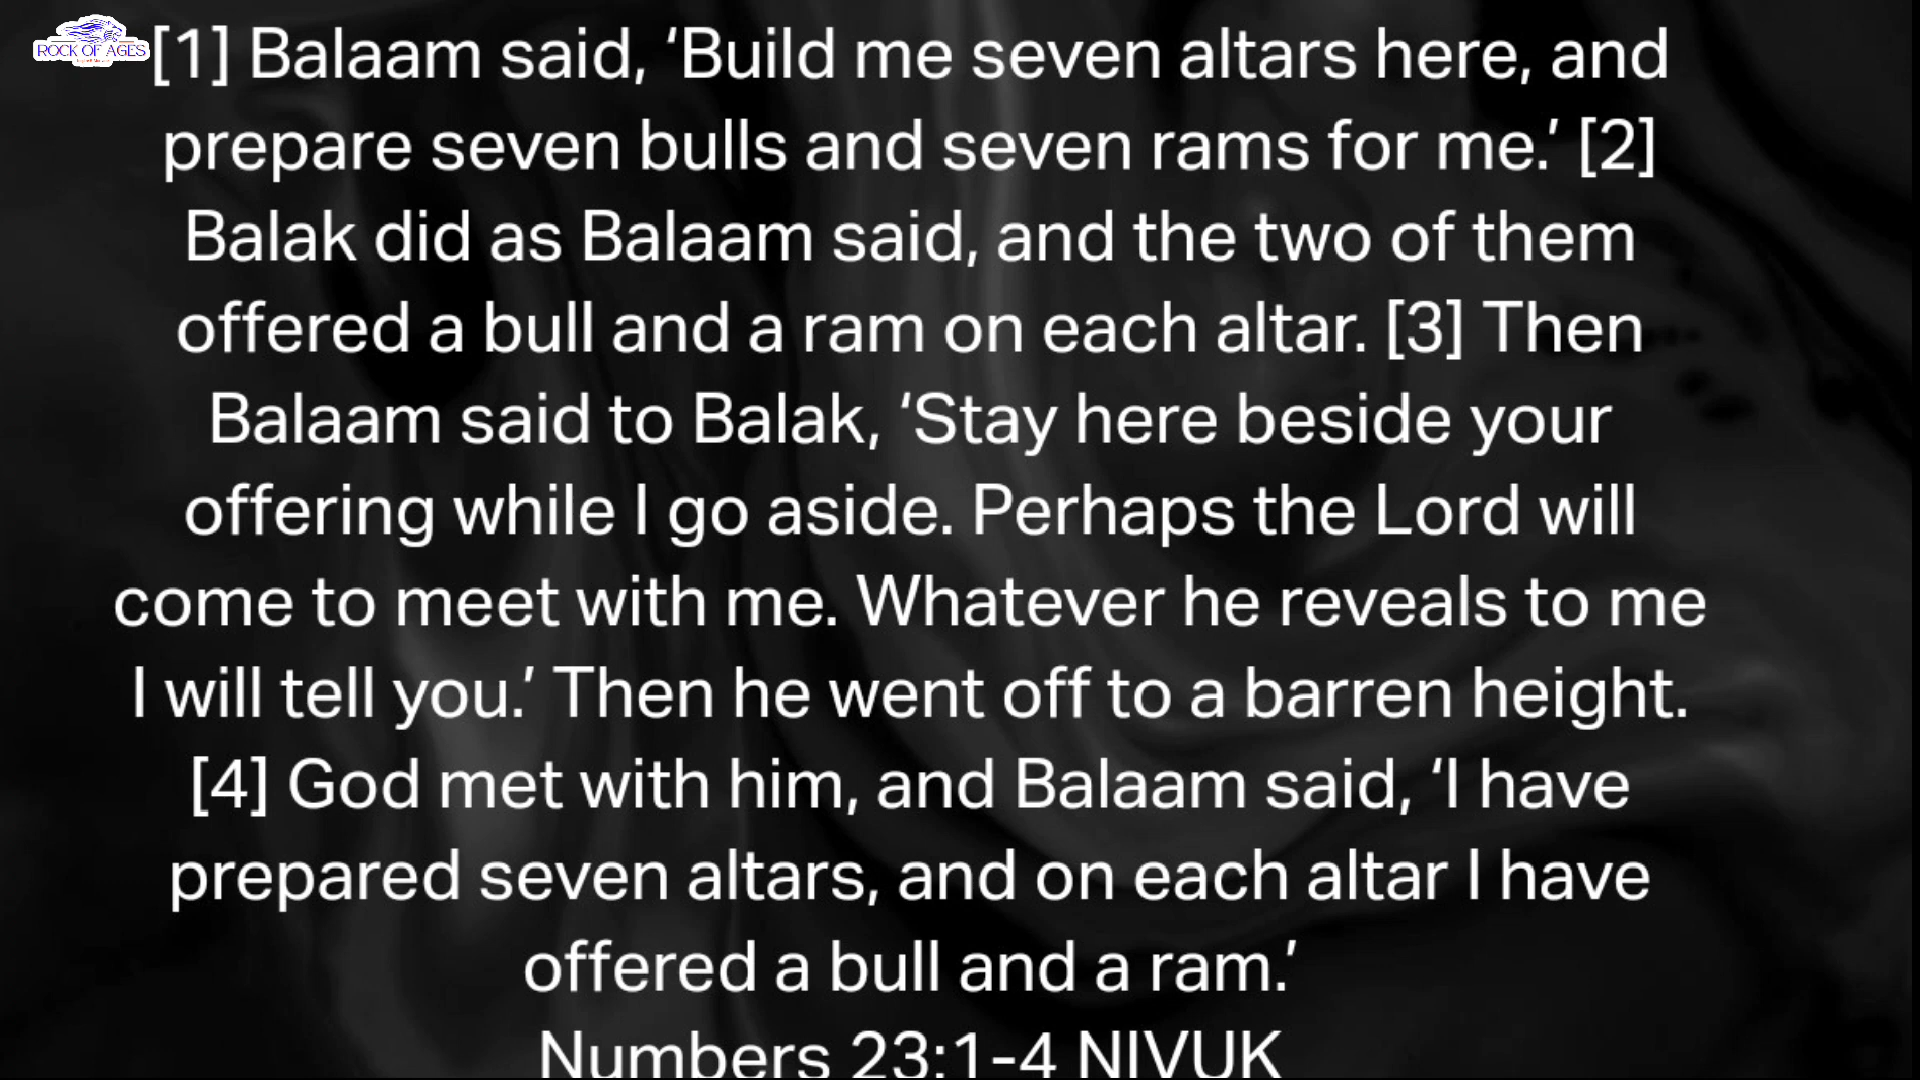 ROCK OF AGES
[1] Balaam said, ‘Build me seven altars here, and
prepare seven bulls and seven rams for me.’ [2]
Balak did as Balaam said, and the two of them
offered a bull and a ram on each altar. [3] Then
Balaam said to Balak, ‘Stay here beside your
offering while I go aside. Perhaps the Lord will
come to meet with me. Whatever he reveals to me
I will tell you.’ Then he went off to a barren height.
[4] God met with him, and Balaam said, ‘I have
prepared seven altars, and on each altar I have
offered a bull and a ram.’
Numbers 23:1-4 NIVUK